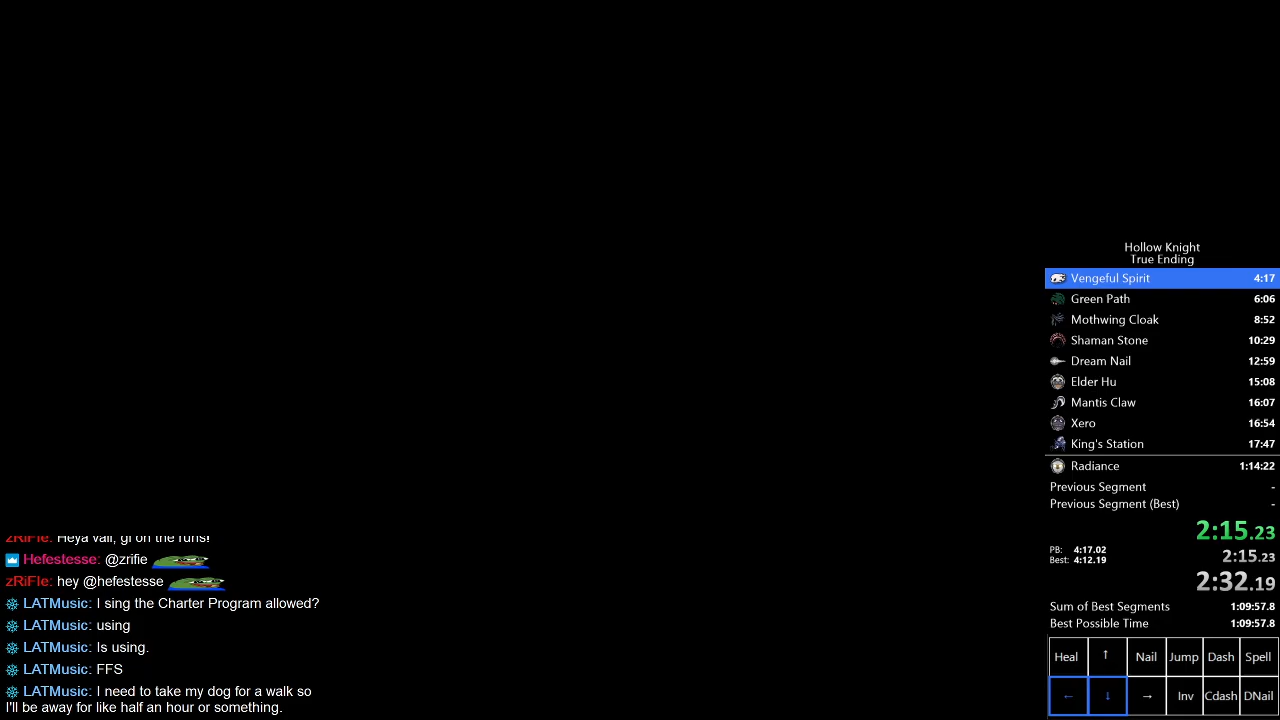 Hollow Knight
True Ending
Vengeful Spirit 4:17
Green Path 6:06
Mothwing Cloak 8:52
Shaman Stone 10:29
Dream Nail 12:59
Elder Hu 15:08
Mantis Claw 16:07
Xero 16:54
King's Station 17:47
Radiance 1:14:22
Previous Segment -
Previous Segment (Best) -
2:15.23
PB: 4:17.02
Best: 4:12.19
2:15.23
2:32.19
Sum of Best Segments 1:09:57.8
Best Possible Time 1:09:57.8
Heal ↑ Nail Jump Dash Spell
← ↓ → Inv Cdash DNail
zRiFIe: Heya vali, gl on the runs!
Hefestesse: @zrifie
zRiFIe: hey @hefestesse
LATMusic: I sing the Charter Program allowed?
LATMusic: using
LATMusic: Is using.
LATMusic: FFS
LATMusic: I need to take my dog for a walk so
I'll be away for like half an hour or something.